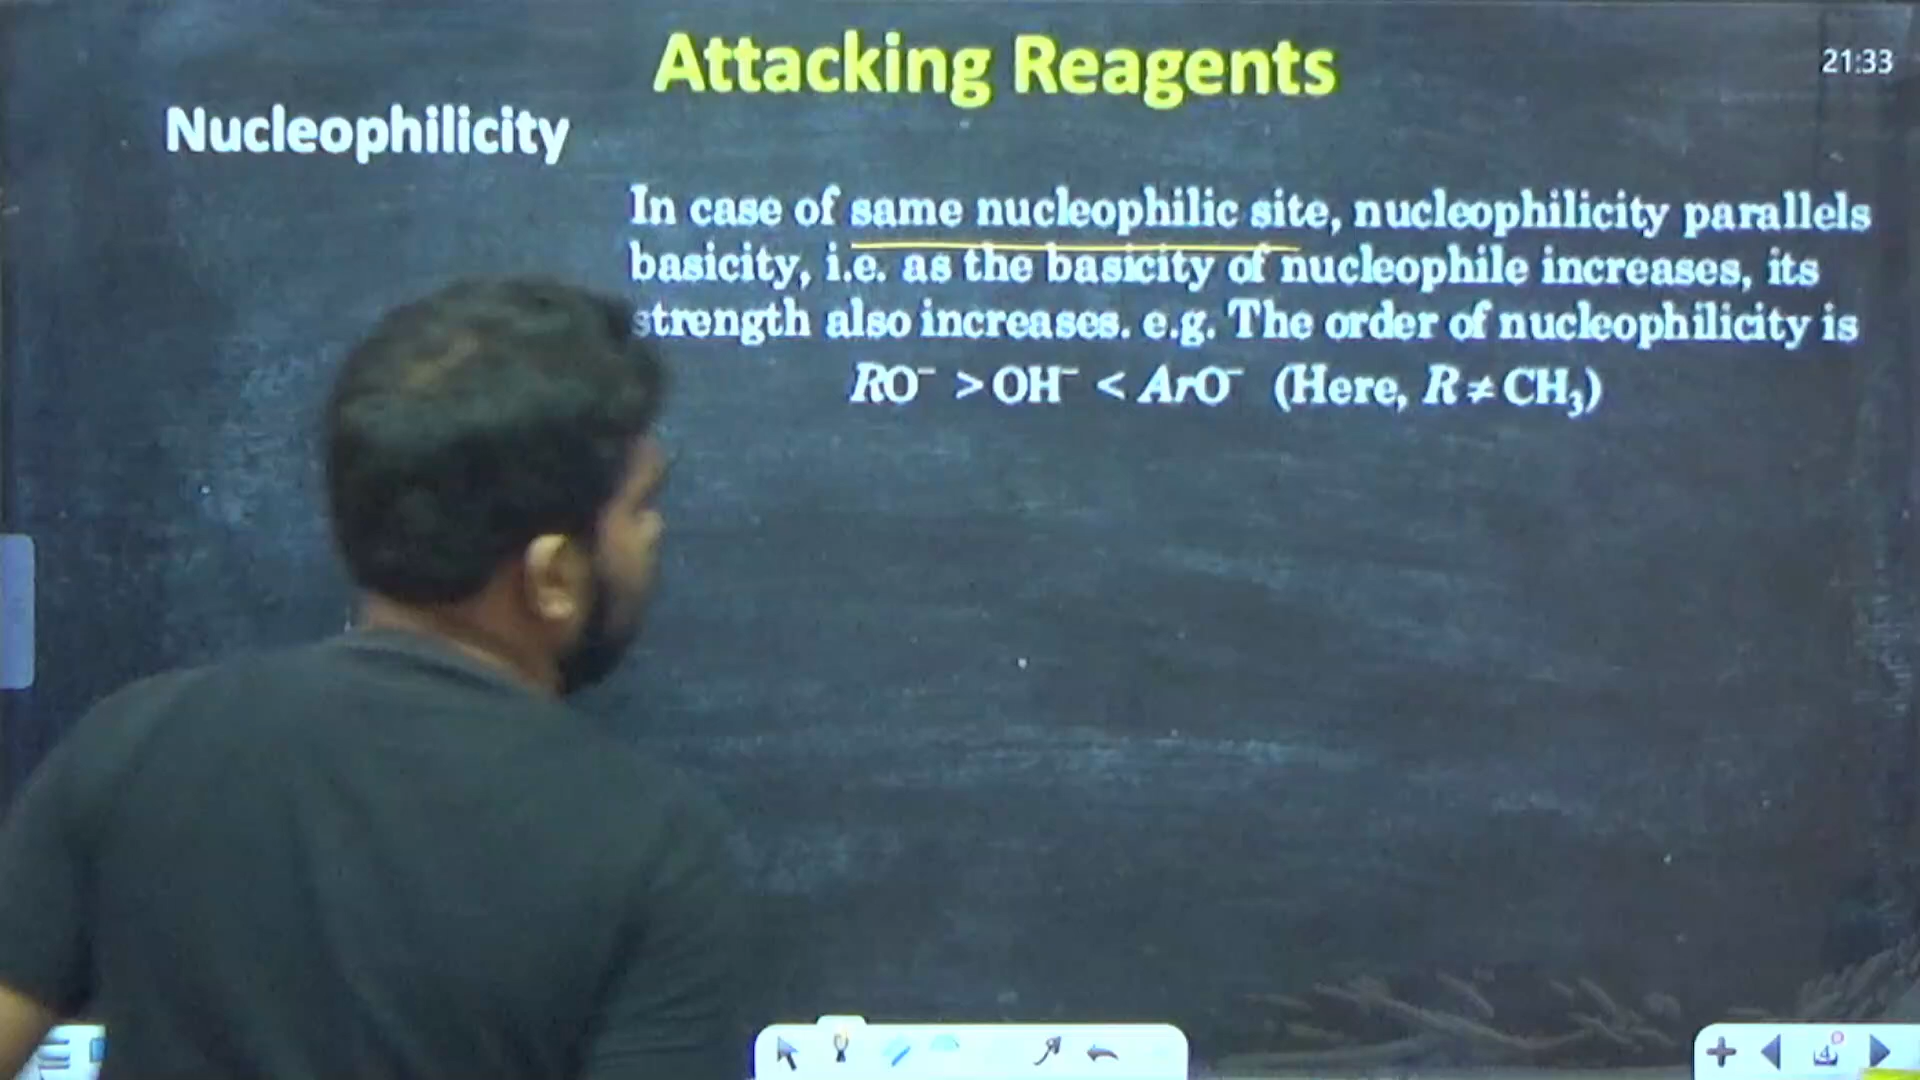 Attacking Reagents
21:33
Nucleophilicity
In case of same nucleophilic site, nucleophilicity parallels
basicity, i.e. as the basicity of nucleophile increases, its
strength also increases. e.g. The order of nucleophilicity is
RO⁻ > OH⁻ < ArO⁻ (Here, R ≠ CH₃)
4